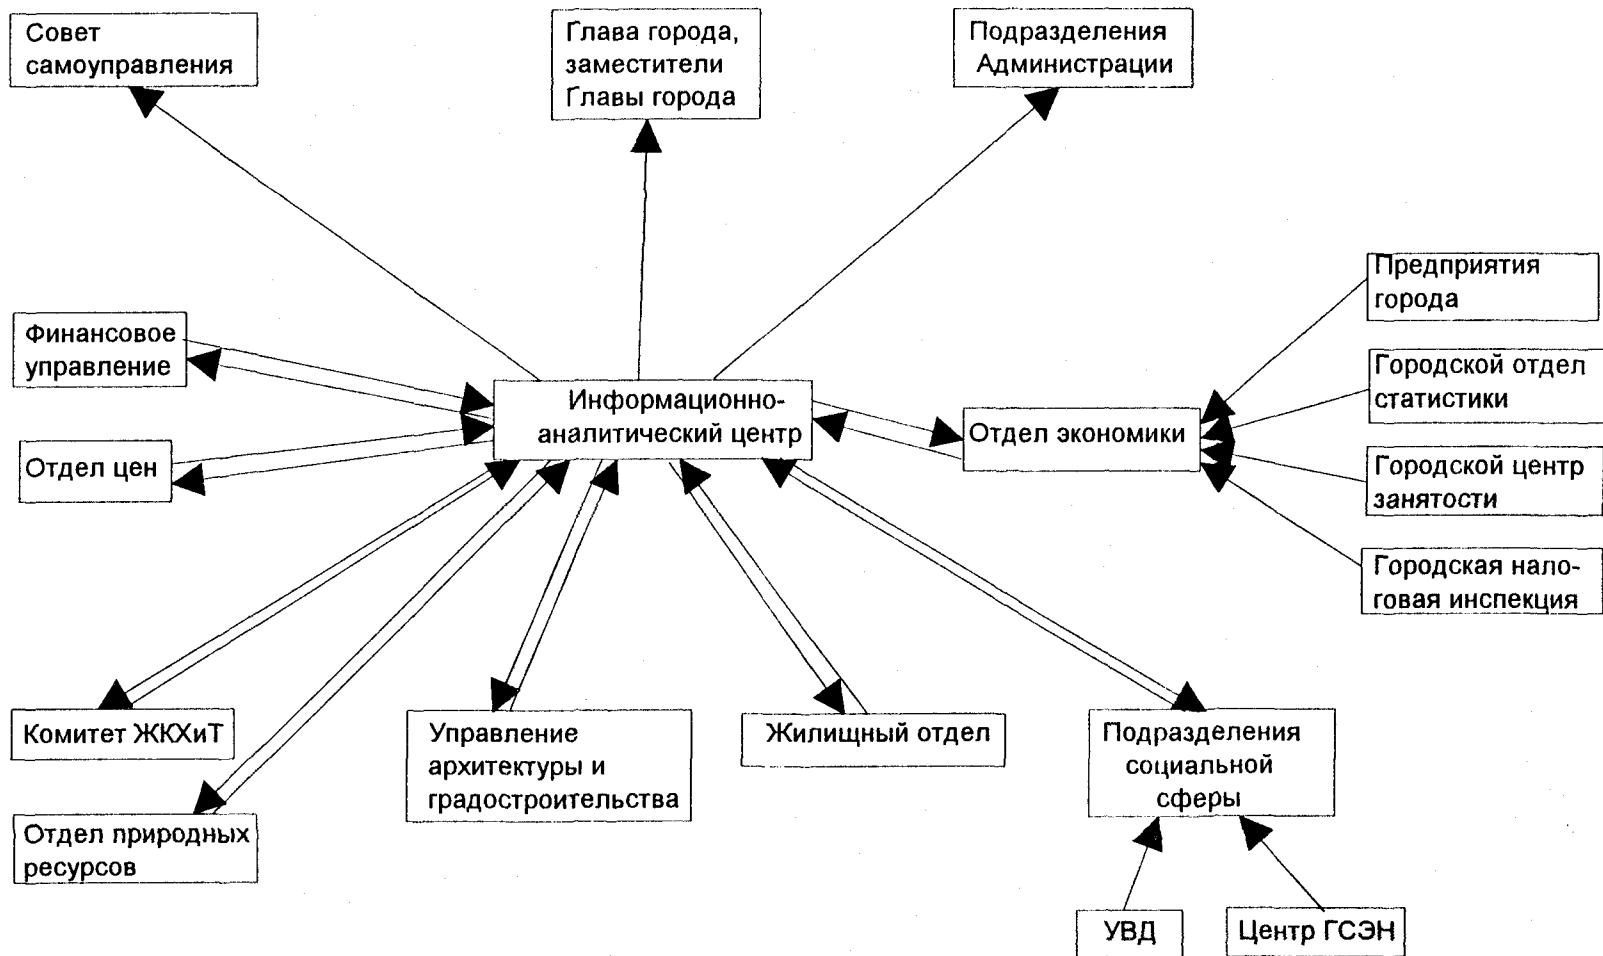 Совет
самоуправления
Глава города,
заместители
Главы города
Подразделения
Администрации
Предприятия
города
Финансовое
управление
Городской отдел
статистики
Информационно-
аналитический центр
Отдел экономики
Отдел цен
Городской центр
занятости
Городская нало-
говая инспекция
Комитет ЖКХиТ
Управление
архитектуры и
градостроительства
Жилищный отдел
Подразделения
социальной
сферы
Отдел природных
ресурсов
УВД
Центр ГСЭН